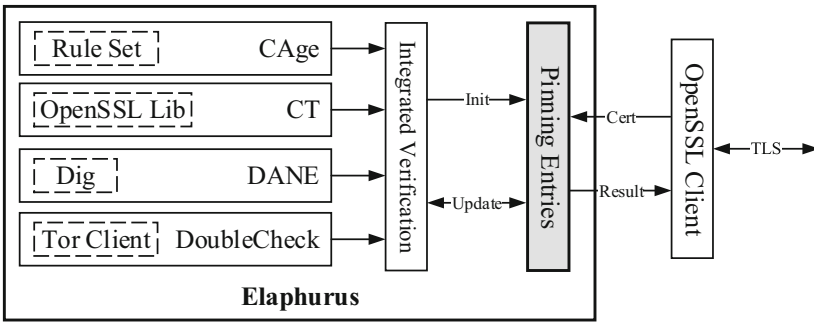 Rule Set CAge
OpenSSL Lib CT
Dig DANE
Tor Client DoubleCheck
Integrated Verification
Init
Update
Pinning Entries
Cert
Result
OpenSSL Client
TLS
Elaphurus